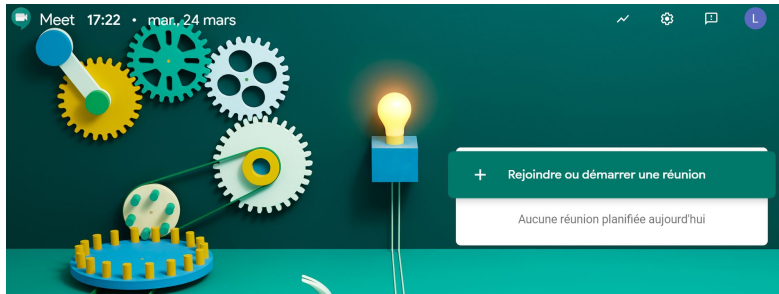 Meet 17:22 • mar., 24 mars
L
+ Rejoindre ou démarrer une réunion
Aucune réunion planifiée aujourd'hui